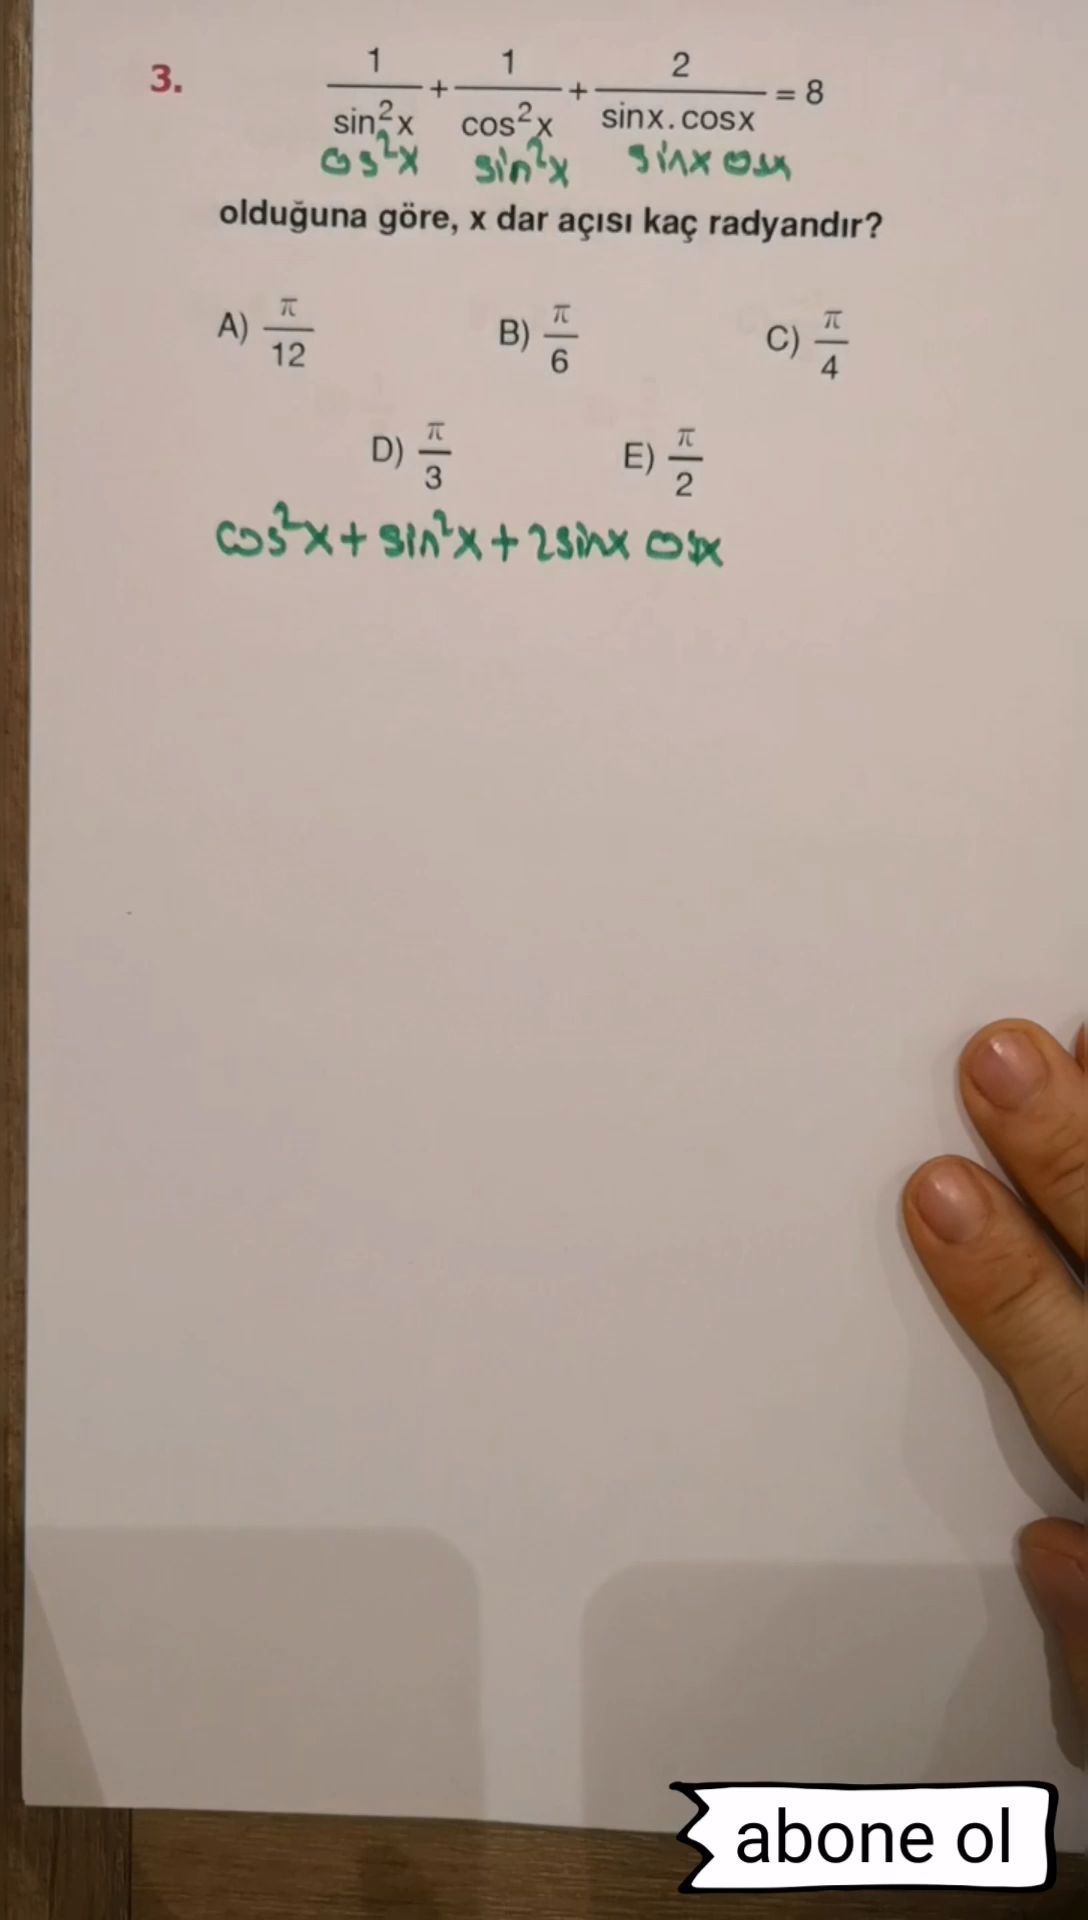 3. 1/sin²x + 1/cos²x + 2/sinx.cosx = 8
cos²x sin²x sinx cosx
olduğuna göre, x dar açısı kaç radyandır?
A) π/12 B) π/6 C) π/4
D) π/3 E) π/2
cos²x + sin²x + 2sinx cosx
abone ol